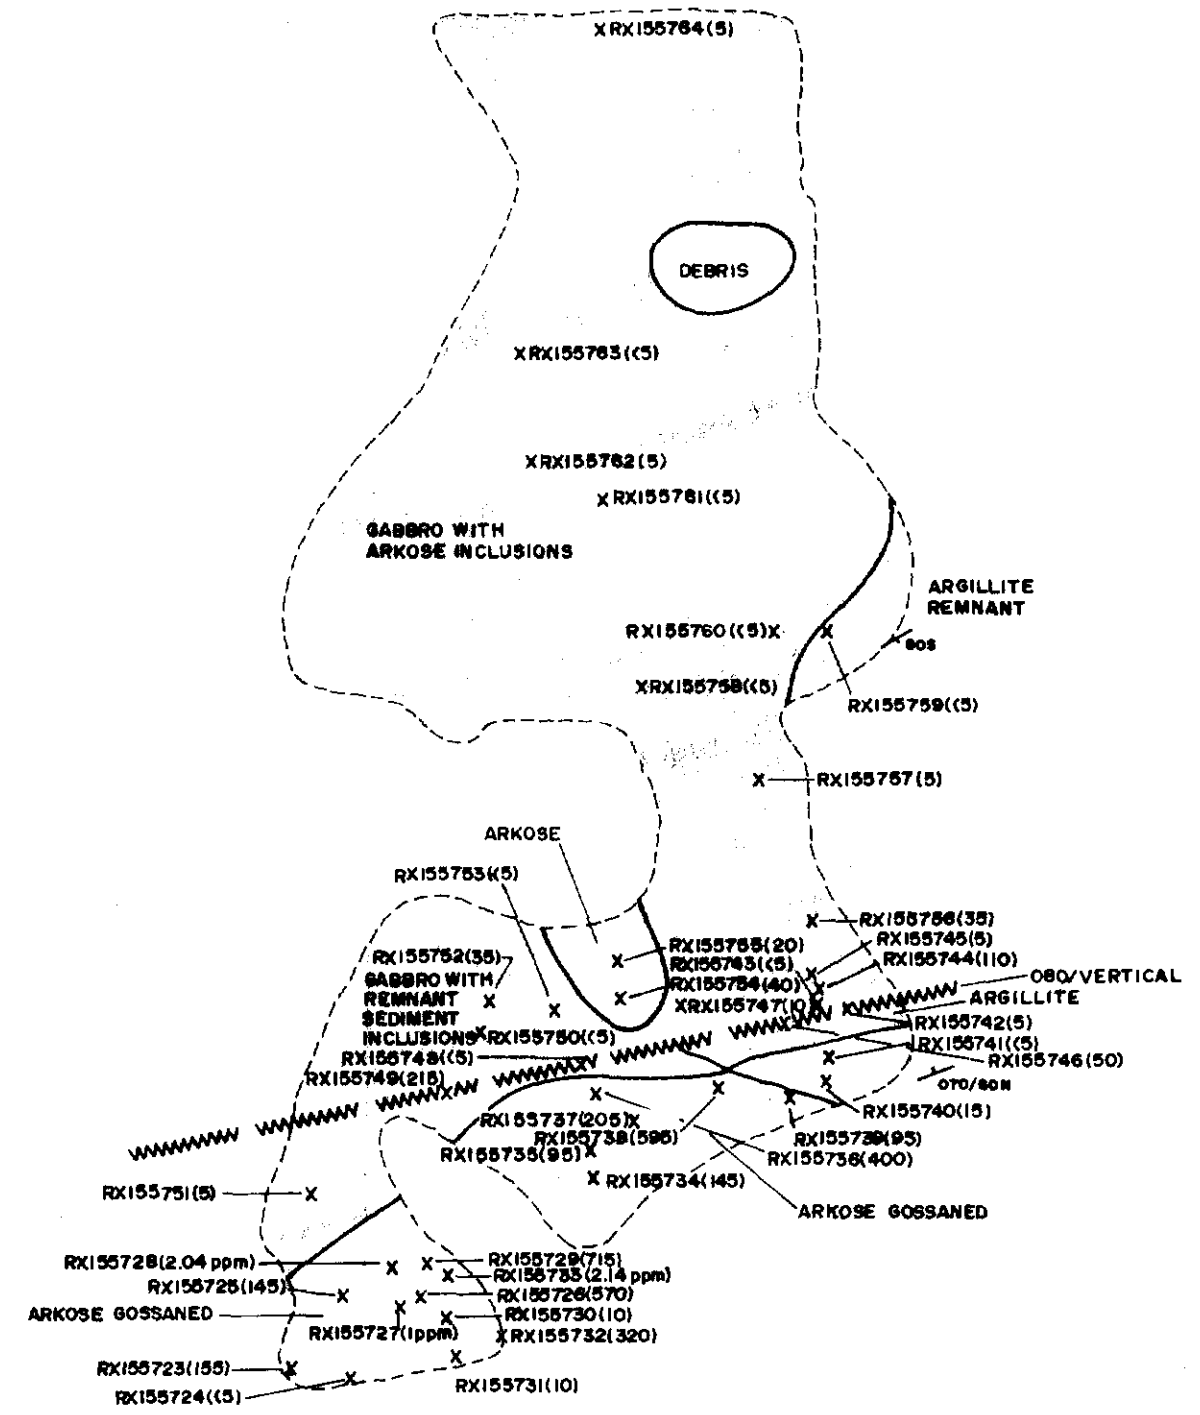 XRX155764(5)
DEBRIS
XRX155763(<5)
XRX155762(5)
XRX155761(<5)
GABBRO WITH
ARKOSE INCLUSIONS
ARGILLITE
REMNANT
RX155760(<5)X
X
80S
XRX155758(<5)
RX155759(<5)
X RX155757(5)
ARKOSE
RX155753(<5)
X RX155756(35)
RX155745(5)
RX155755(20)
RX155752(35)
RX155743(<5)
RX155744(110)
GABBRO WITH
REMNANT
SEDIMENT
INCLUSIONS
RX155754(40)
080/VERTICAL
XRX155747(10)
ARGILLITE
RX155742(5)
XRX155750(<5)
RX155741(<5)
RX155748(<5)
RX155746(50)
RX155749(215)
070/80N
RX155740(15)
RX155737(205)
RX155738(595)
RX155739(95)
RX155735(95)
RX155736(400)
X RX155734(145)
RX155751(5) X
ARKOSE GOSSANED
RX155728(2.04 ppm)
RX155729(715)
RX155733(2.14 ppm)
RX155725(145)
RX155726(570)
ARKOSE GOSSANED
RX155730(10)
RX155727(1ppm)
RX155732(320)
RX155723(155)
RX155731(10)
RX155724(<5)